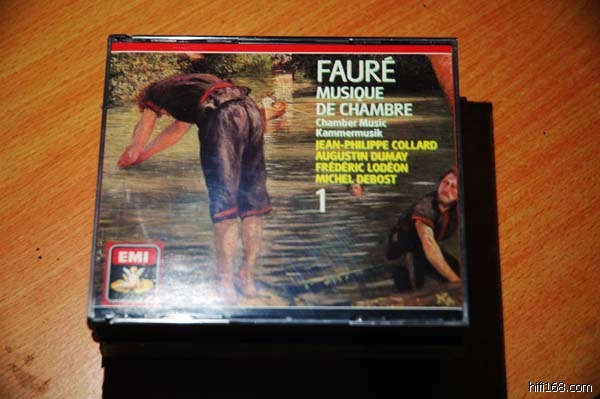 FAURÉ
MUSIQUE
DE CHAMBRE
Chamber Music
Kammermusik
JEAN-PHILIPPE COLLARD
AUGUSTIN DUMAY
FRÉDÉRIC LODÉON
MICHEL DEBOST
1
EMI
hifi168.com